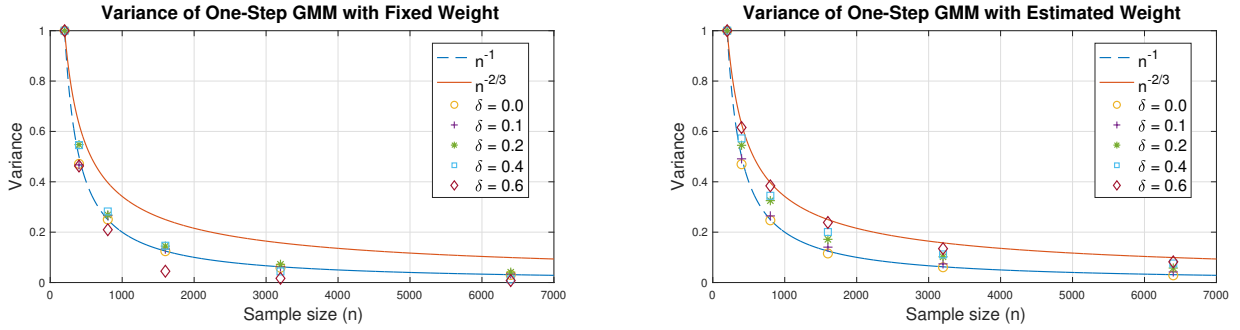 Variance of One-Step GMM with Fixed Weight
1
0.8
0.6
0.4
0.2
0
Variance
0
1000
2000
3000
4000
5000
6000
7000
Sample size (n)
n⁻¹
n⁻²ᐟ³
δ = 0.0
δ = 0.1
δ = 0.2
δ = 0.4
δ = 0.6
Variance of One-Step GMM with Estimated Weight
1
0.8
0.6
0.4
0.2
0
Variance
0
1000
2000
3000
4000
5000
6000
7000
Sample size (n)
n⁻¹
n⁻²ᐟ³
δ = 0.0
δ = 0.1
δ = 0.2
δ = 0.4
δ = 0.6